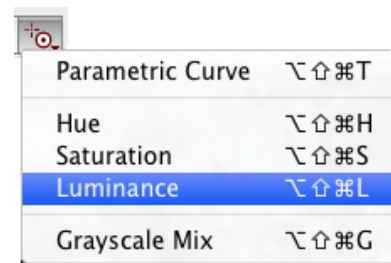 Parametric Curve ⌥⇧⌘T
Hue ⌥⇧⌘H
Saturation ⌥⇧⌘S
Luminance ⌥⇧⌘L
Grayscale Mix ⌥⇧⌘G